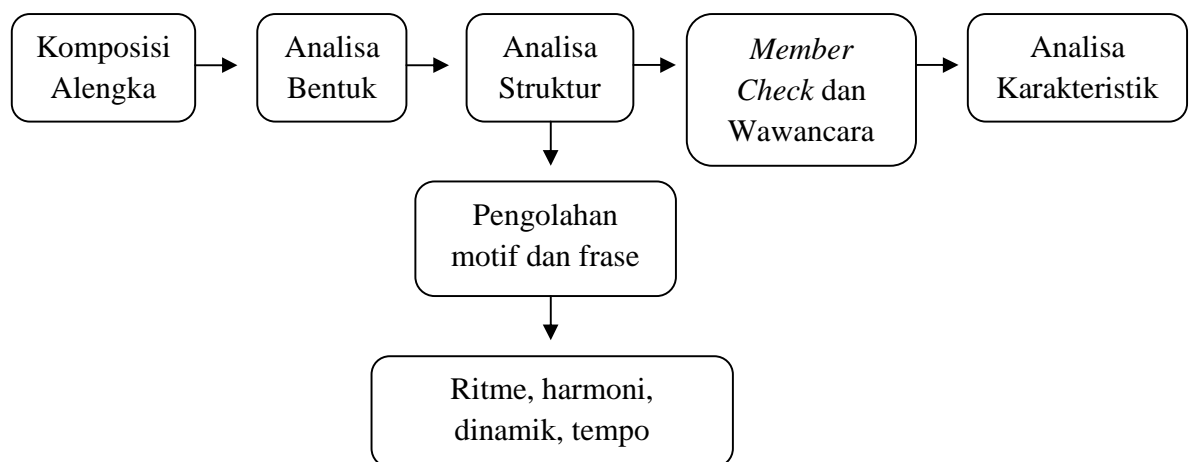 Komposisi
Alengka
Analisa
Bentuk
Analisa
Struktur
Member
Check dan
Wawancara
Analisa
Karakteristik
Pengolahan
motif dan frase
Ritme, harmoni,
dinamik, tempo